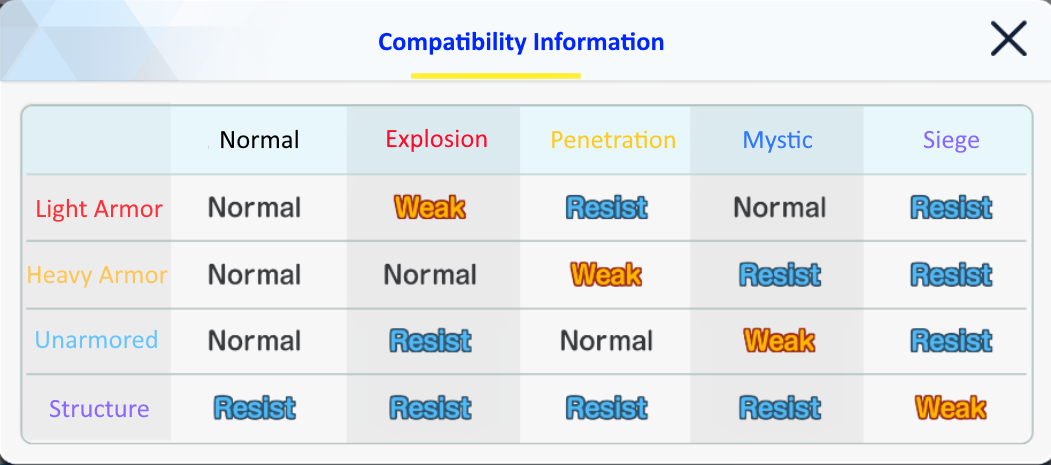 Compatibility Information
Normal Explosion Penetration Mystic Siege
Light Armor Normal Weak Resist Normal Resist
Heavy Armor Normal Normal Weak Resist Resist
Unarmored Normal Resist Normal Weak Resist
Structure Resist Resist Resist Resist Weak